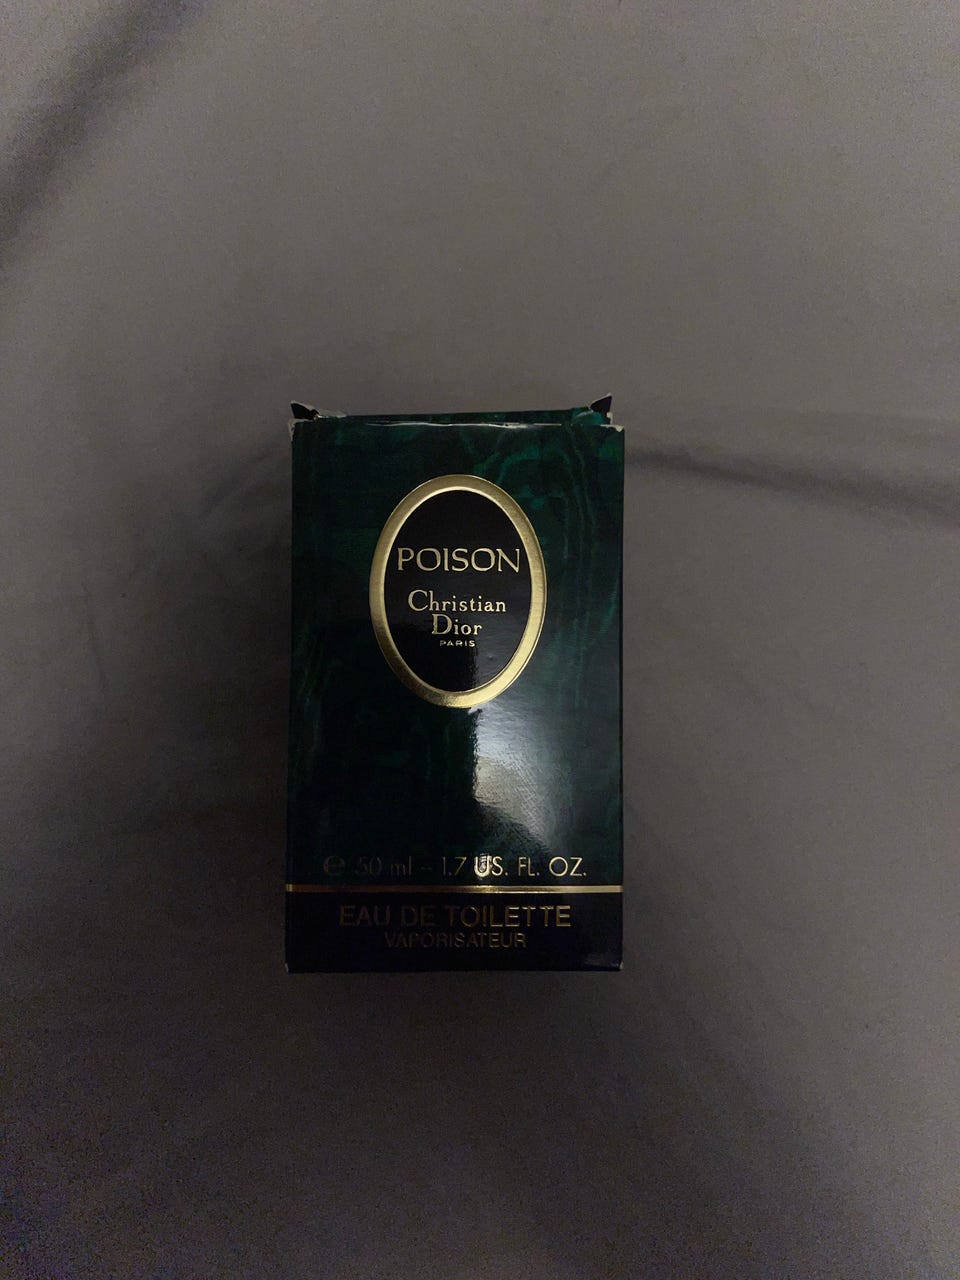 POISON
Christian
Dior
PARIS
℮ 50 ml - 1.7 US. FL. OZ.
EAU DE TOILETTE
VAPORISATEUR